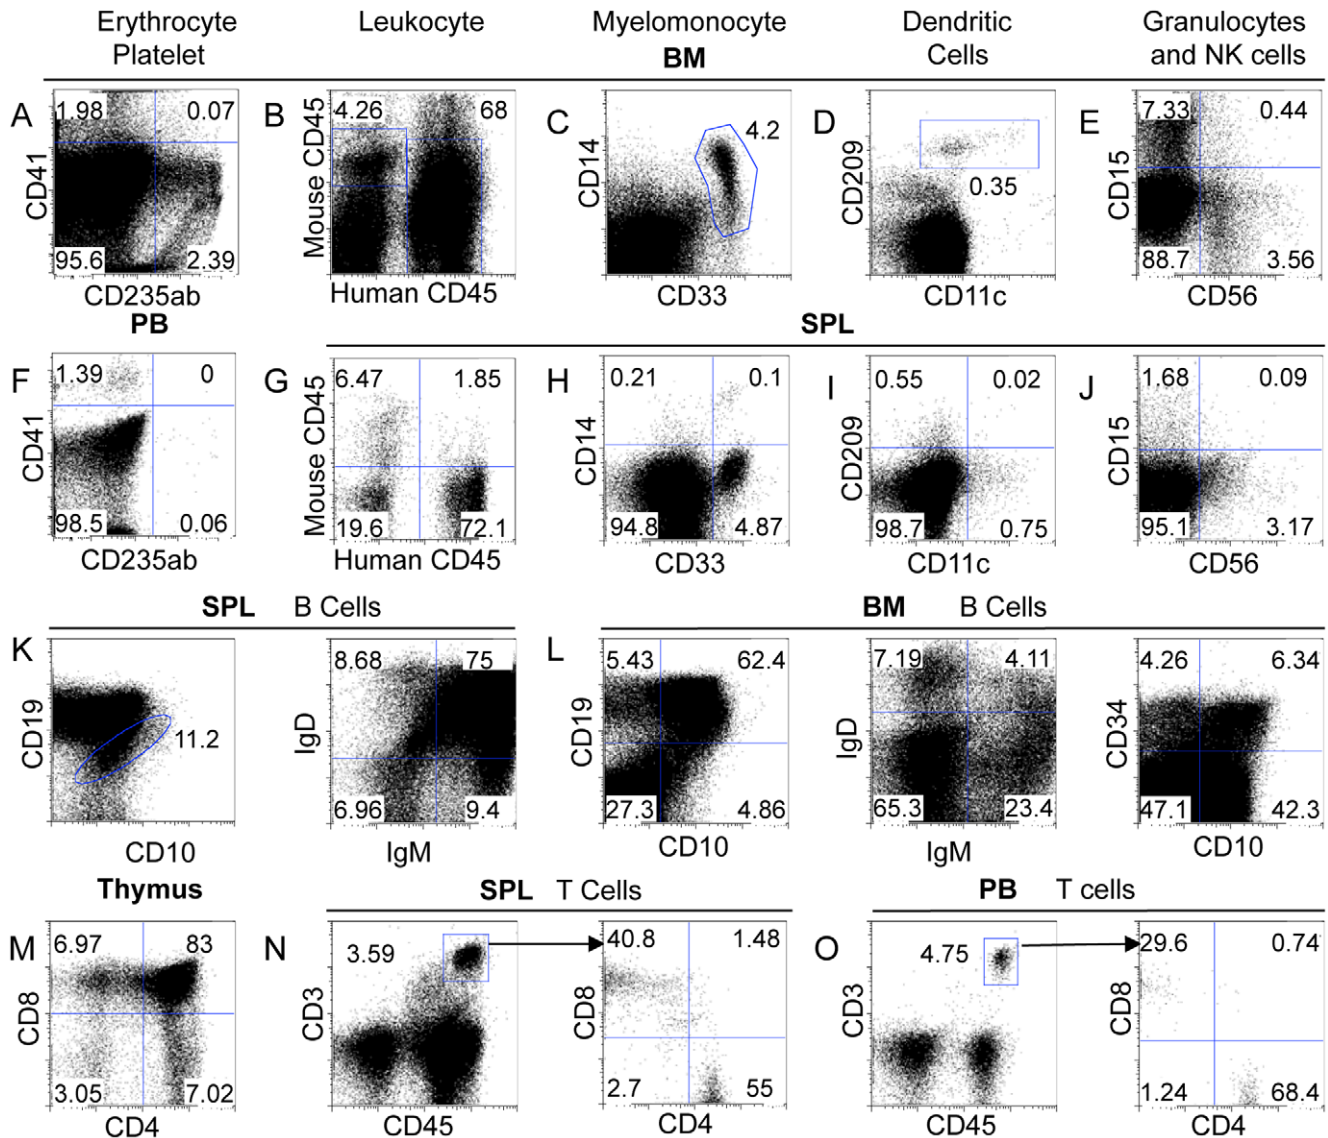 Erythrocyte Leukocyte Myelomonocyte Dendritic Granulocytes
Platelet BM Cells and NK cells
A 1.98 0.07 B 4.26 68 C 4.2 D E 7.33 0.44
CD41 Mouse CD45 CD14 CD209 0.35 CD15
95.6 2.39 88.7 3.56
CD235ab Human CD45 CD33 CD11c CD56
PB SPL
F 1.39 0 G 6.47 1.85 H 0.21 0.1 I 0.55 0.02 J 1.68 0.09
CD41 Mouse CD45 CD14 CD209 CD15
98.5 0.06 19.6 72.1 94.8 4.87 98.7 0.75 95.1 3.17
CD235ab Human CD45 CD33 CD11c CD56
SPL B Cells BM B Cells
K 8.68 75 L 5.43 62.4 7.19 4.11 4.26 6.34
CD19 11.2 IgD CD19 IgD CD34
6.96 9.4 27.3 4.86 65.3 23.4 47.1 42.3
CD10 IgM CD10 IgM CD10
Thymus SPL T Cells PB T cells
M 6.97 83 N 3.59 40.8 1.48 O 4.75 29.6 0.74
CD8 CD3 CD8 CD3 CD8
3.05 7.02 2.7 55 1.24 68.4
CD4 CD45 CD4 CD45 CD4